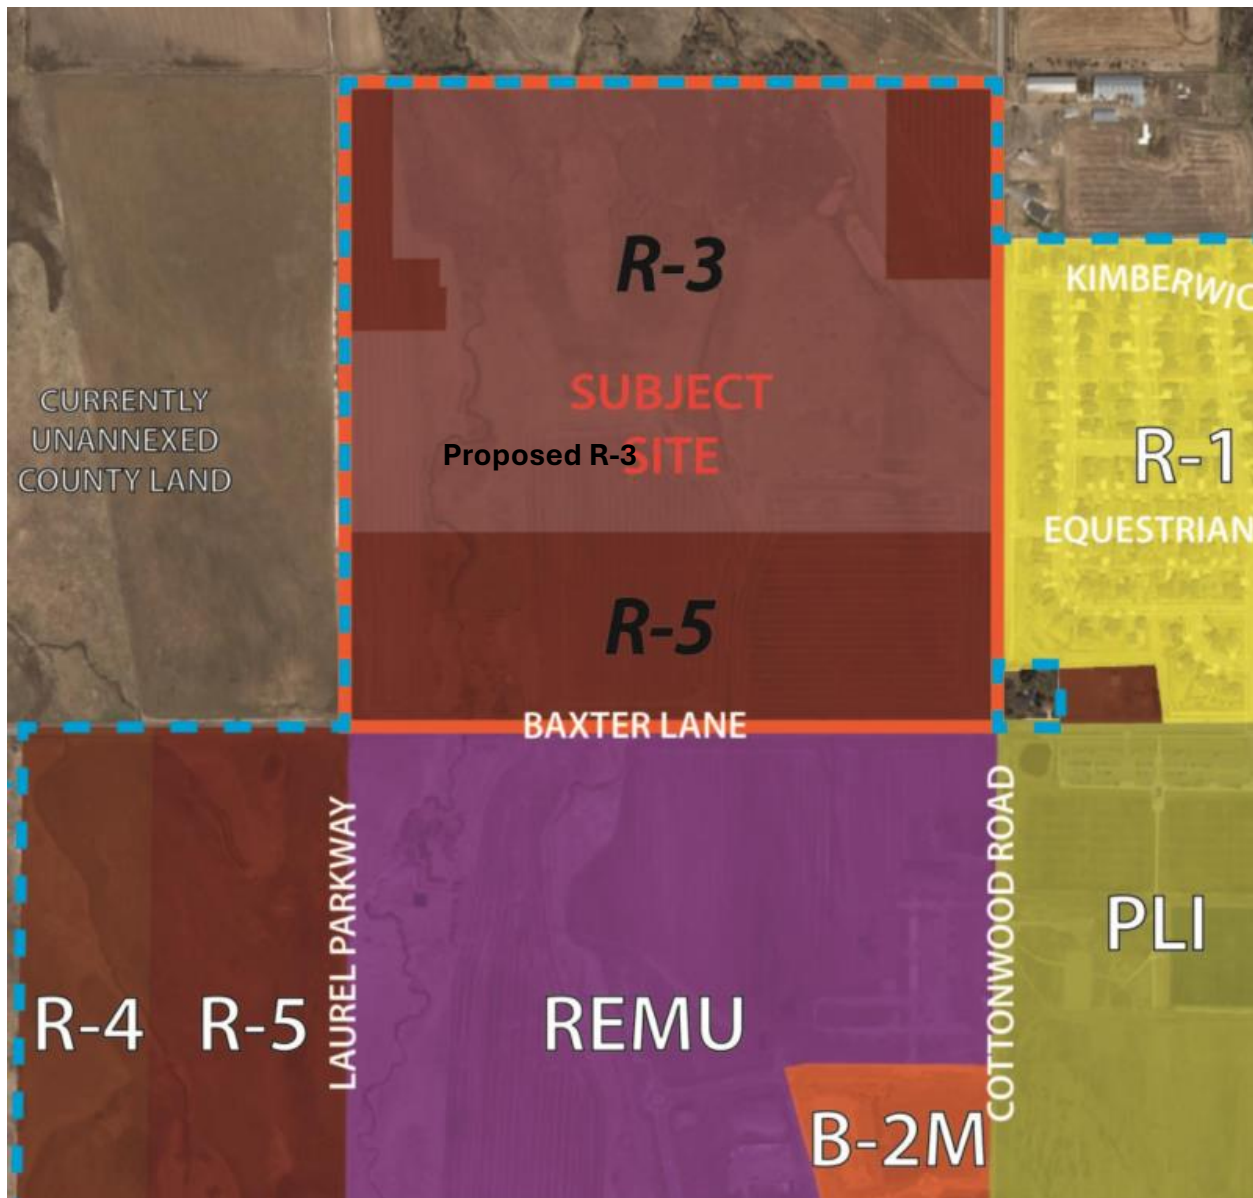 R-3
KIMBERWIC
SUBJECT
SITE
Proposed R-3
CURRENTLY
UNANNEXED
COUNTY LAND
R-1
EQUESTRIAN
R-5
BAXTER LANE
LAUREL PARKWAY
COTTONWOOD ROAD
PLI
R-4
R-5
REMU
B-2M